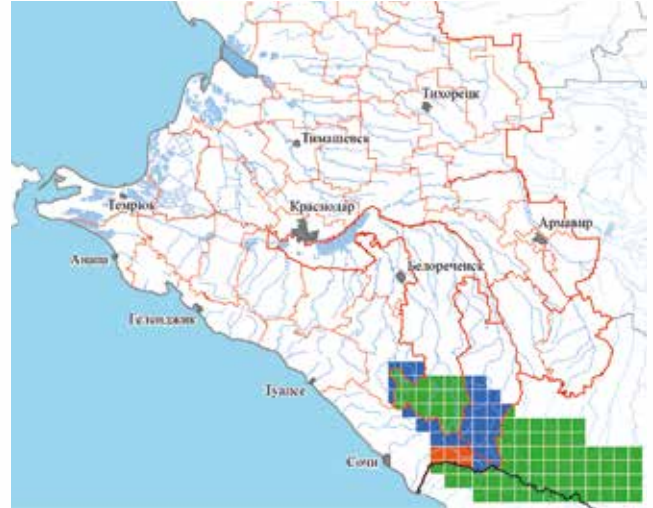 Тихорецк
Тимашевск
Темрюк
Краснодар
Армавир
Анапа
Белореченск
Геленджик
Туапсе
Сочи